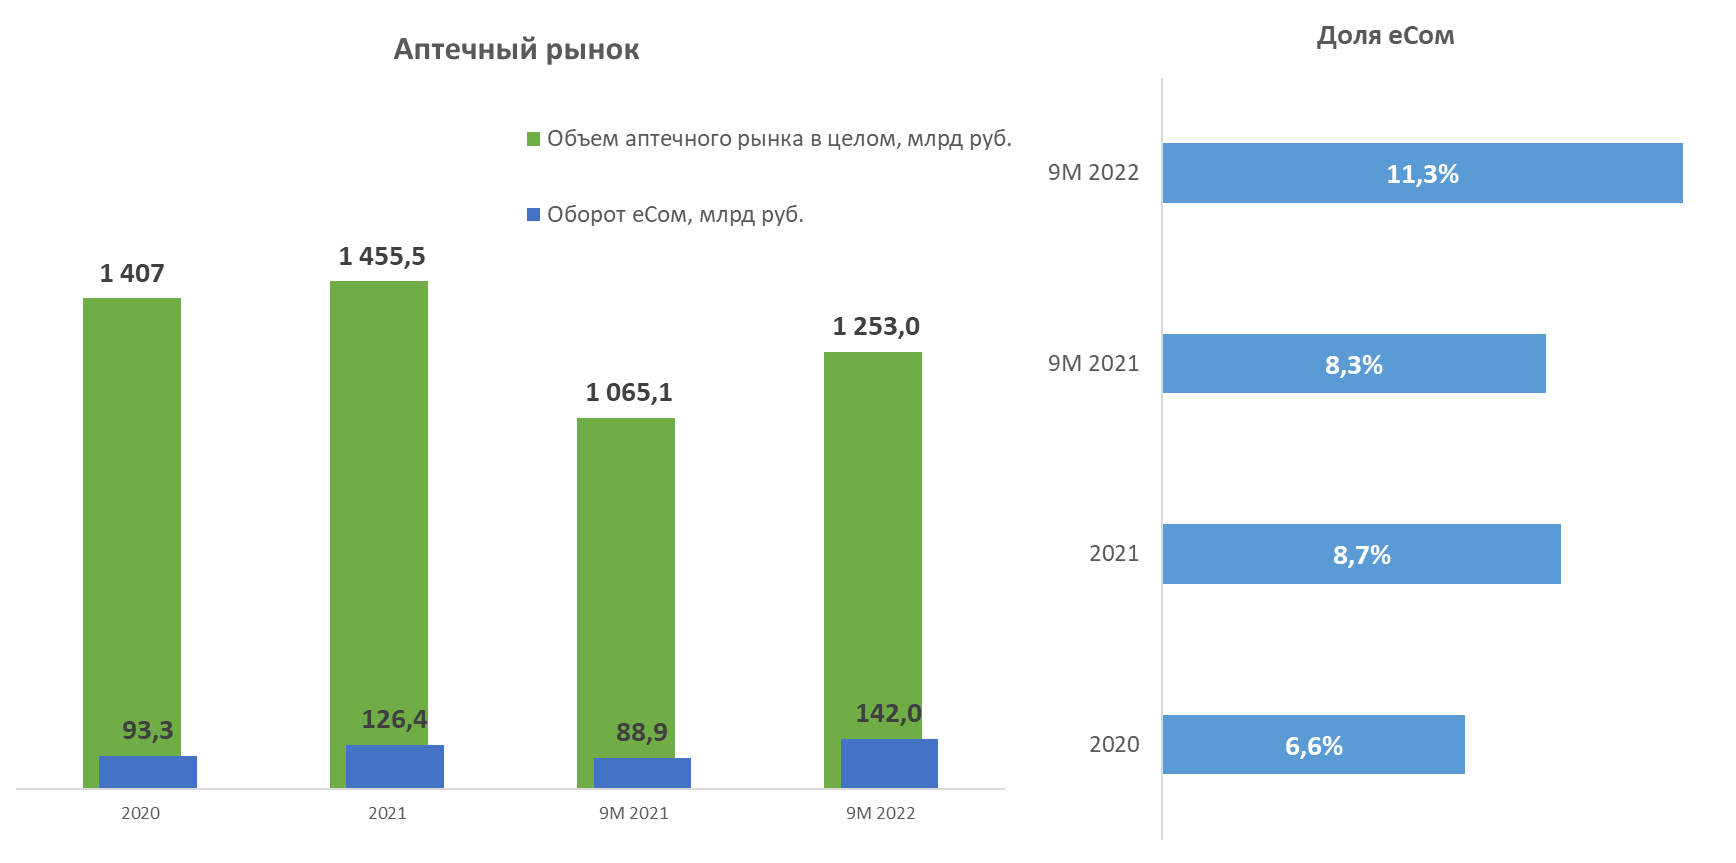 Аптечный рынок
Объем аптечного рынка в целом, млрд руб.
Оборот eCom, млрд руб.
1 407
1 455,5
1 065,1
1 253,0
93,3
126,4
88,9
142,0
2020
2021
9M 2021
9M 2022
Доля eCom
9M 2022
11,3%
9M 2021
8,3%
2021
8,7%
2020
6,6%